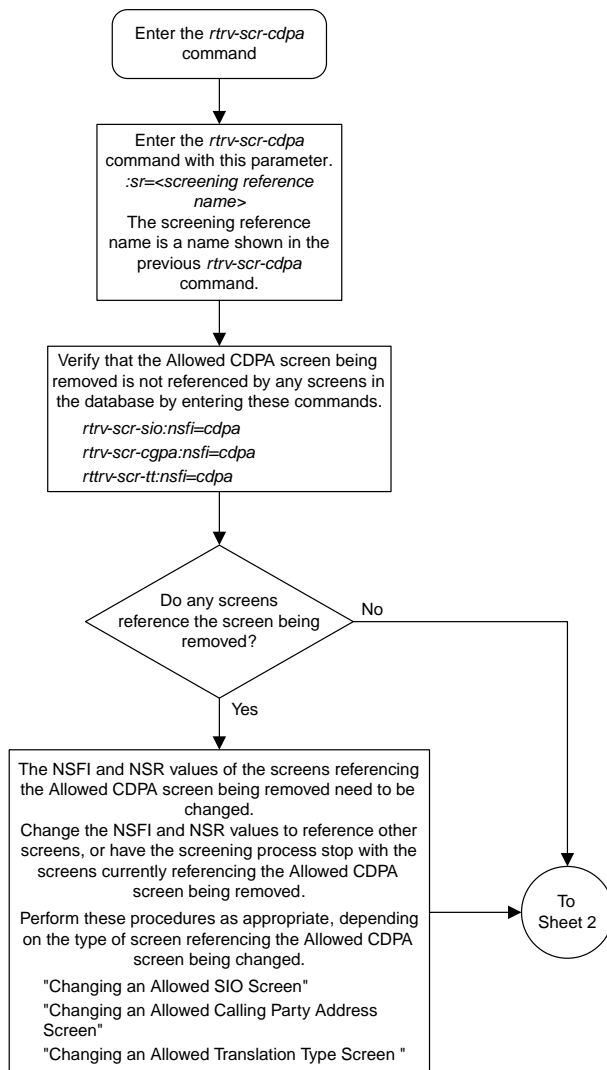 Enter the rtrv-scr-cdpa
command
Enter the rtrv-scr-cdpa
command with this parameter.
:sr=<screening reference
name>
The screening reference
name is a name shown in the
previous rtrv-scr-cdpa
command.
Verify that the Allowed CDPA screen being
removed is not referenced by any screens in
the database by entering these commands.
rtrv-scr-sio:nsfi=cdpa
rtrv-scr-cgpa:nsfi=cdpa
rttrv-scr-tt:nsfi=cdpa
Do any screens
reference the screen being
removed?
No
Yes
The NSFI and NSR values of the screens referencing
the Allowed CDPA screen being removed need to be
changed.
Change the NSFI and NSR values to reference other
screens, or have the screening process stop with the
screens currently referencing the Allowed CDPA
screen being removed.
Perform these procedures as appropriate, depending
on the type of screen referencing the Allowed CDPA
screen being changed.
"Changing an Allowed SIO Screen"
"Changing an Allowed Calling Party Address
Screen"
"Changing an Allowed Translation Type Screen "
To
Sheet 2